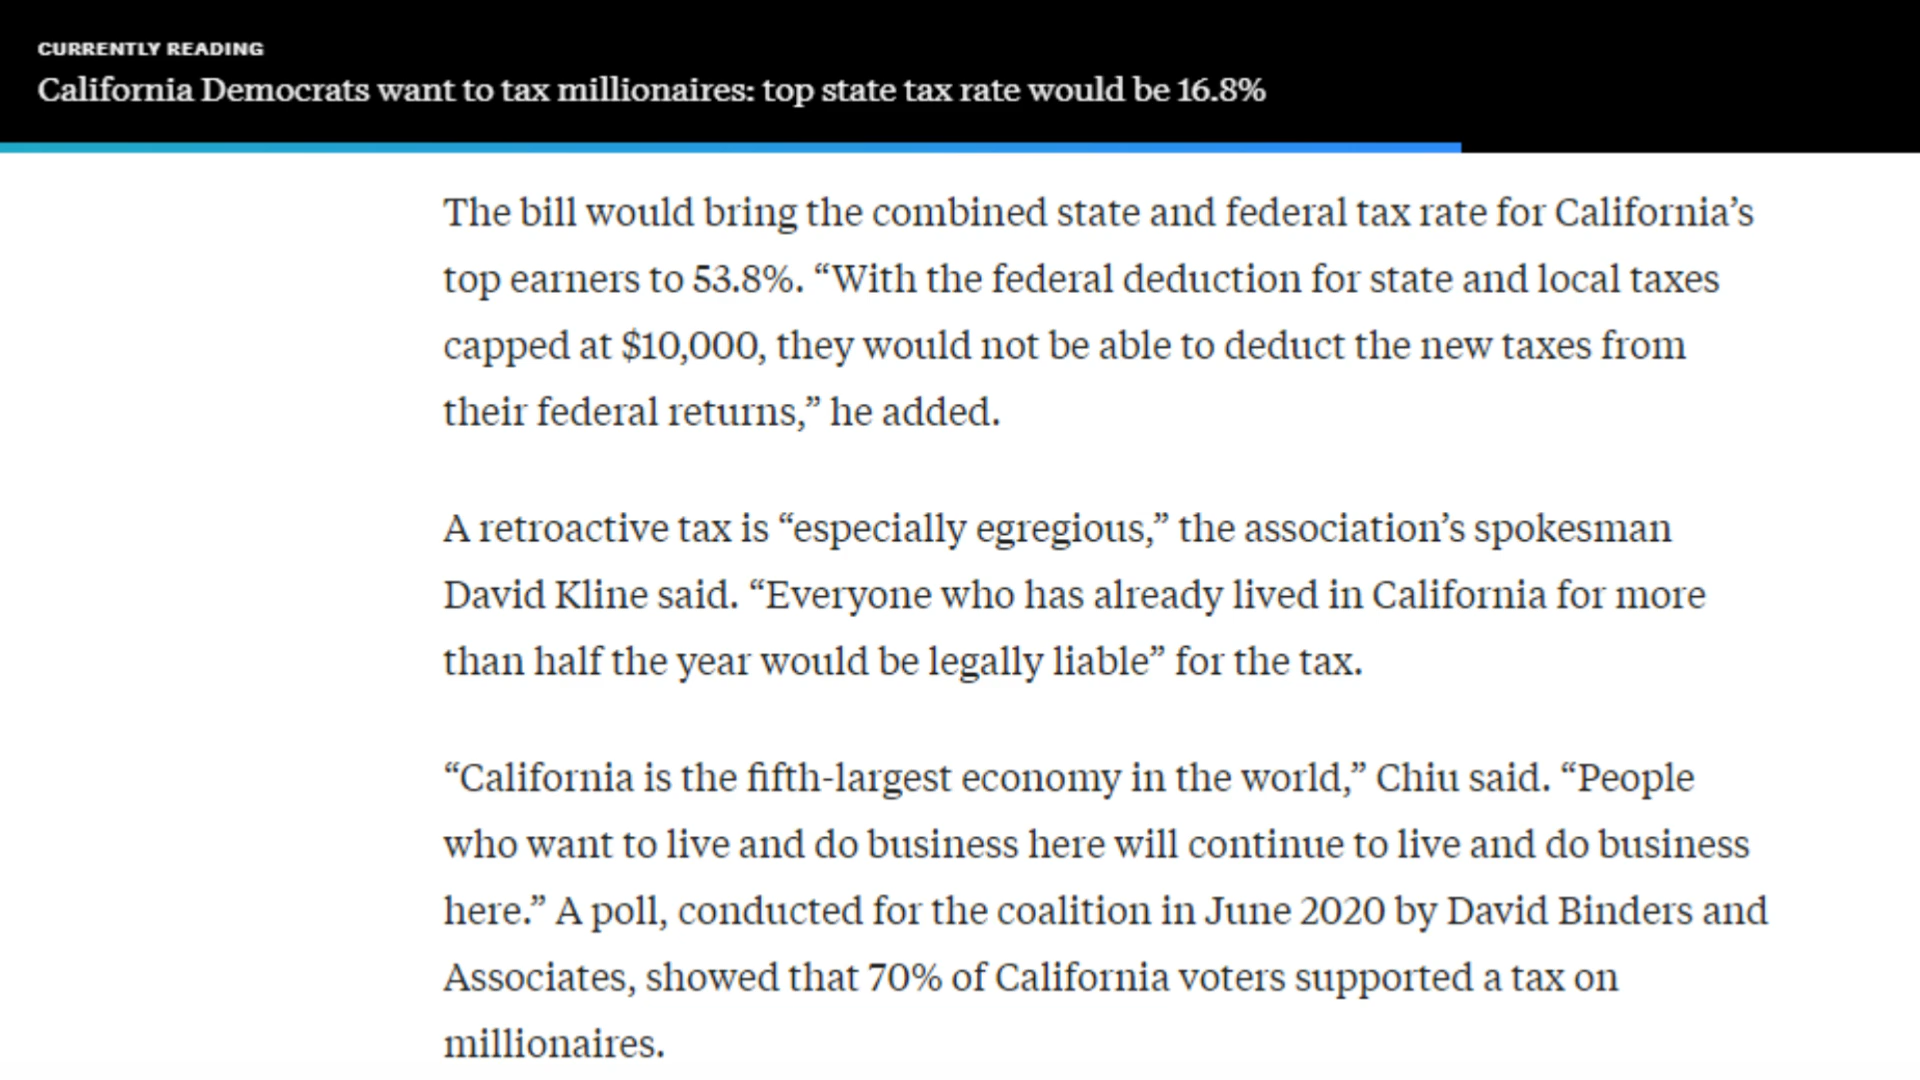 CURRENTLY READING
California Democrats want to tax millionaires: top state tax rate would be 16.8%
The bill would bring the combined state and federal tax rate for California’s
top earners to 53.8%. “With the federal deduction for state and local taxes
capped at $10,000, they would not be able to deduct the new taxes from
their federal returns,” he added.
A retroactive tax is “especially egregious,” the association’s spokesman
David Kline said. “Everyone who has already lived in California for more
than half the year would be legally liable” for the tax.
“California is the fifth-largest economy in the world,” Chiu said. “People
who want to live and do business here will continue to live and do business
here.” A poll, conducted for the coalition in June 2020 by David Binders and
Associates, showed that 70% of California voters supported a tax on
millionaires.